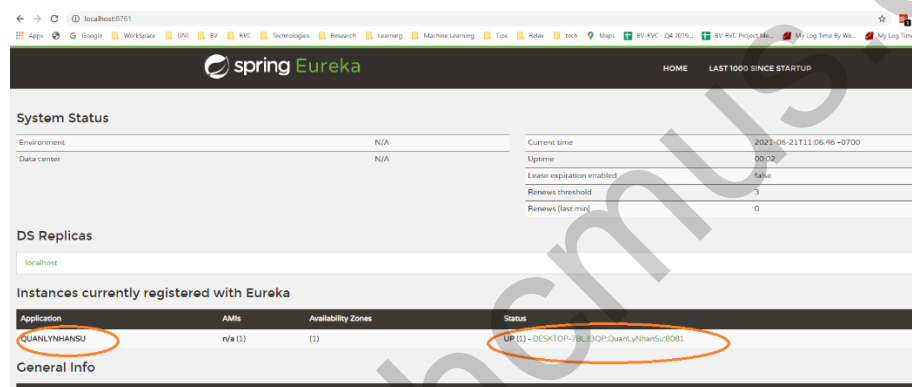 localhost:8761
Apps Google WorkSpace UNI BV RVC Technologies Research Learning Machine Learning Tips Relax tech Maps BV-RVC - Q4 2019... BV-RVC Project Me... My Log Time By We... My Log Time
spring Eureka HOME LAST 1000 SINCE STARTUP
System Status
Environment N/A Current time 2021-06-21T11:06:46 +0700
Data center N/A Uptime 00:02
Lease expiration enabled false
Renews threshold 3
Renews (last min) 0
DS Replicas
localhost
Instances currently registered with Eureka
Application AMIs Availability Zones Status
QUANLYNHANSU n/a (1) (1) UP (1) - DESKTOP-7BL33QP:QuanLyNhanSu:8081
General Info
hcmus.